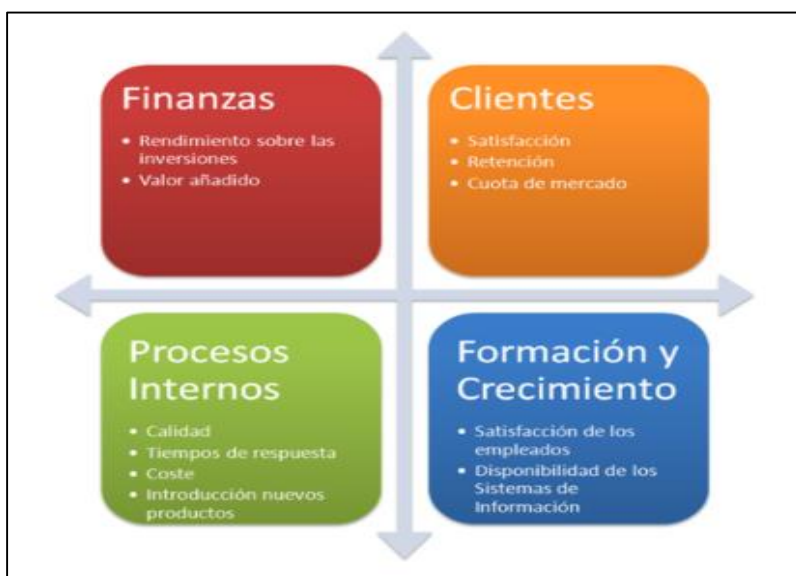 Finanzas
• Rendimiento sobre las
inversiones
• Valor añadido
Clientes
• Satisfacción
• Retención
• Cuota de mercado
Procesos
Internos
• Calidad
• Tiempos de respuesta
• Coste
• Introducción nuevos
productos
Formación y
Crecimiento
• Satisfacción de los
empleados
• Disponibilidad de los
Sistemas de
Información